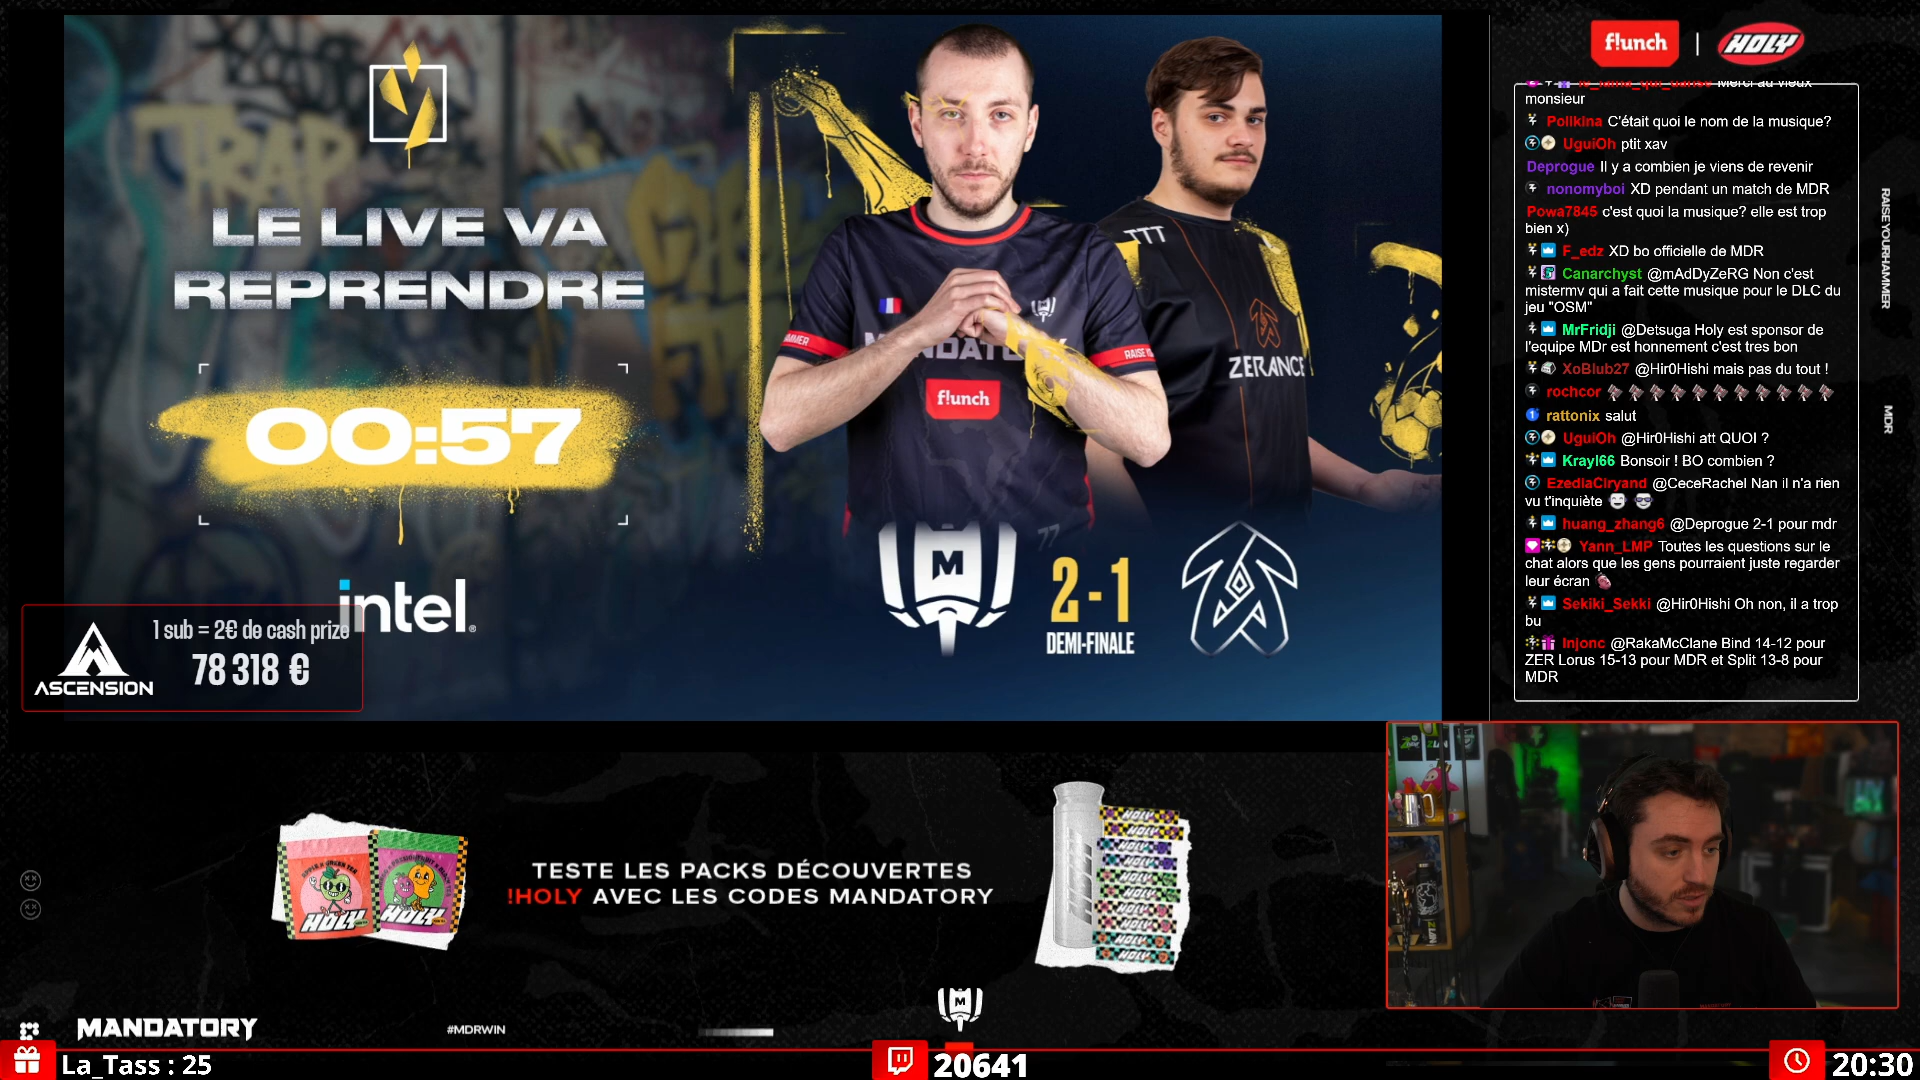 LE LIVE VA
REPRENDRE
00:57
intel.
1 sub = 2€ de cash prize
78 318 €
ASCENSION
TTT
MANDATORY
ZERANCE
f!unch
77
M
2-1
DEMI-FINALE
f!unch | HOLY
monsieur
Pollkina C'était quoi le nom de la musique?
UguiOh ptit xav
Deprogue Il y a combien je viens de revenir
nonomyboi XD pendant un match de MDR
Powa7845 c'est quoi la musique? elle est trop
bien x)
F_edz XD bo officielle de MDR
Canarchyst @mAdDyZeRG Non c'est
mistermv qui a fait cette musique pour le DLC du
jeu "OSM"
MrFridji @Detsuga Holy est sponsor de
l'equipe MDr est honnement c'est tres bon
XoBlub27 @Hir0Hishi mais pas du tout !
rochcor
rattonix salut
UguiOh @Hir0Hishi att QUOI ?
Krayl66 Bonsoir ! BO combien ?
EzediaCiryand @CeceRachel Nan il n'a rien
vu t'inquiète
huang_zhang6 @Deprogue 2-1 pour mdr
Yann_LMP Toutes les questions sur le
chat alors que les gens pourraient juste regarder
leur écran
Sekiki_Sekki @Hir0Hishi Oh non, il a trop
bu
Injonc @RakaMcClane Bind 14-12 pour
ZER Lorus 15-13 pour MDR et Split 13-8 pour
MDR
RAISEYOURHAMMER
MDR
TESTE LES PACKS DÉCOUVERTES
!HOLY AVEC LES CODES MANDATORY
HOLY
HOLY
MANDATORY
#MDRWIN
M
La_Tass : 25
20641
20:30